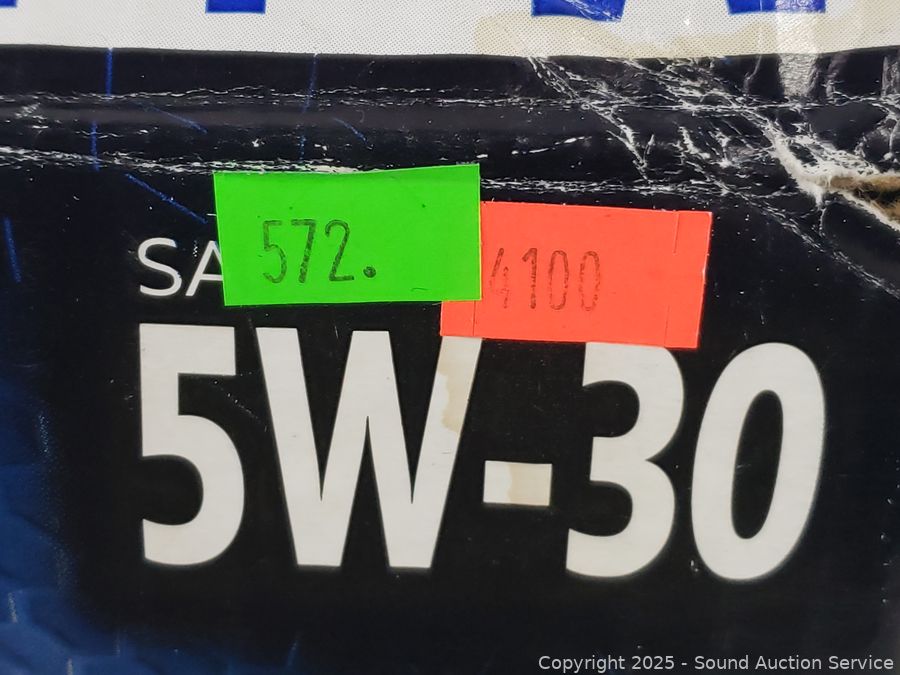 572.
4100
SA
5W-30
Copyright © 2025 - Sound Auction Service